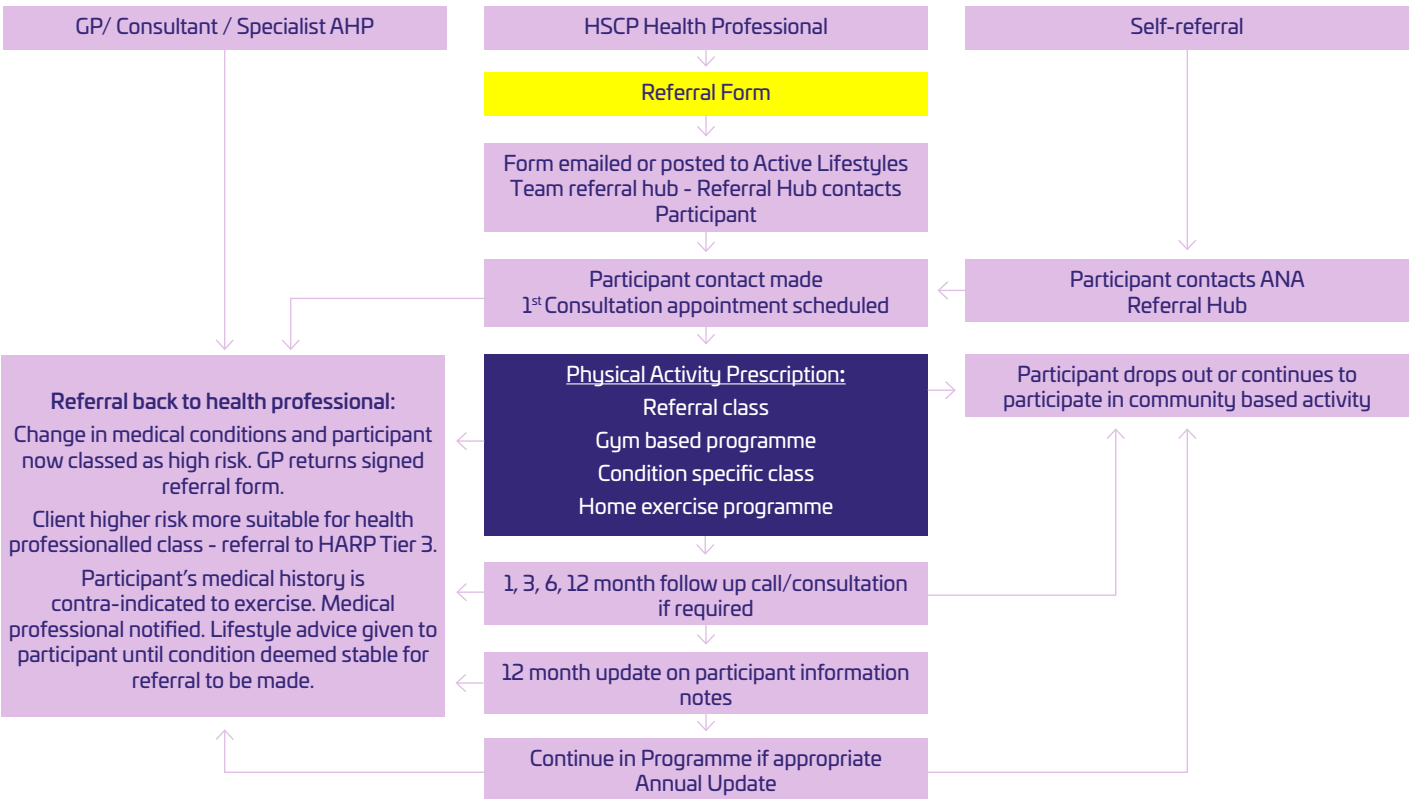 GP/ Consultant / Specialist AHP
HSCP Health Professional
Self-referral
Referral Form
Form emailed or posted to Active Lifestyles
Team referral hub - Referral Hub contacts
Participant
Participant contact made
1st Consultation appointment scheduled
Participant contacts ANA
Referral Hub
Referral back to health professional:
Change in medical conditions and participant
now classed as high risk. GP returns signed
referral form.
Client higher risk more suitable for health
professionalled class - referral to HARP Tier 3.
Participant's medical history is
contra-indicated to exercise. Medical
professional notified. Lifestyle advice given to
participant until condition deemed stable for
referral to be made.
Physical Activity Prescription:
Referral class
Gym based programme
Condition specific class
Home exercise programme
Participant drops out or continues to
participate in community based activity
1, 3, 6, 12 month follow up call/consultation
if required
12 month update on participant information
notes
Continue in Programme if appropriate
Annual Update